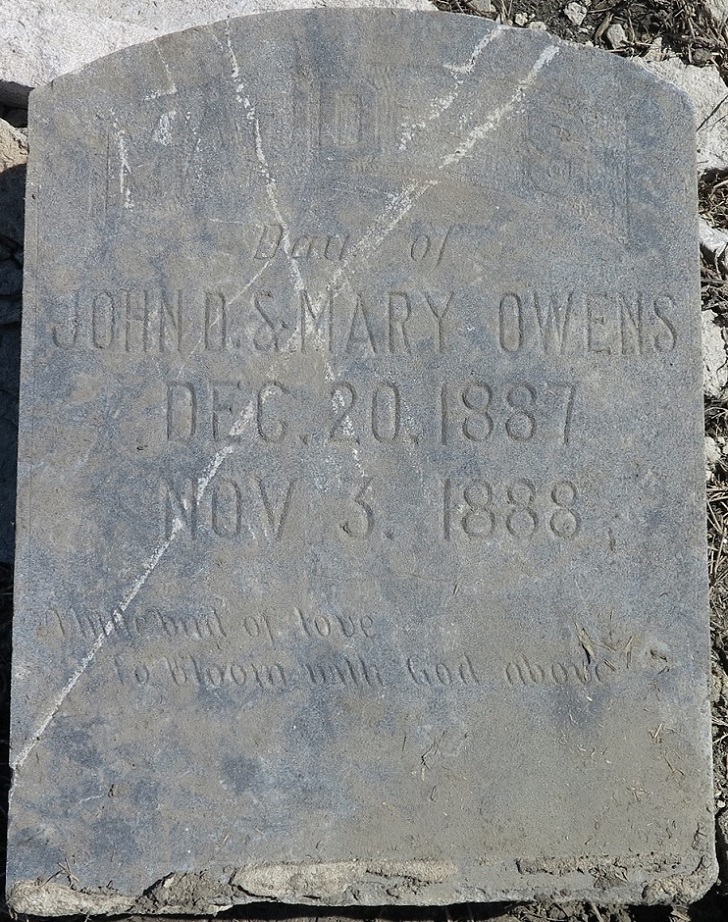 Dau. of
JOHN D. & MARY OWENS
DEC. 20. 1887
NOV 3. 1888
A little bud of love
To bloom with God above